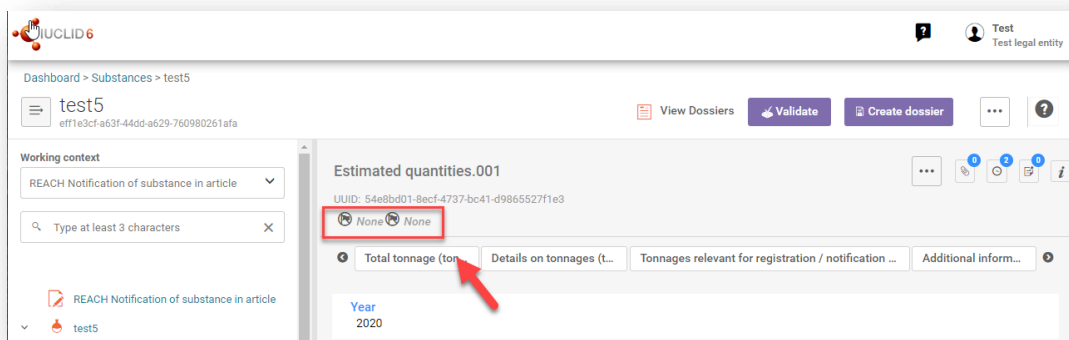 IUCLID 6
?
Test
Test legal entity
Dashboard > Substances > test5
test5
eff1e3cf-a63f-44dd-a629-760980261afa
View Dossiers
Validate
Create dossier
...
?
Working context
REACH Notification of substance in article
Type at least 3 characters
REACH Notification of substance in article
test5
Estimated quantities.001
...
0
2
0
i
UUID: 54e8bd01-8ecf-4737-bc41-d9865527f1e3
None None
Total tonnage (ton...
Details on tonnages (t...
Tonnages relevant for registration / notification ...
Additional inform...
Year
2020